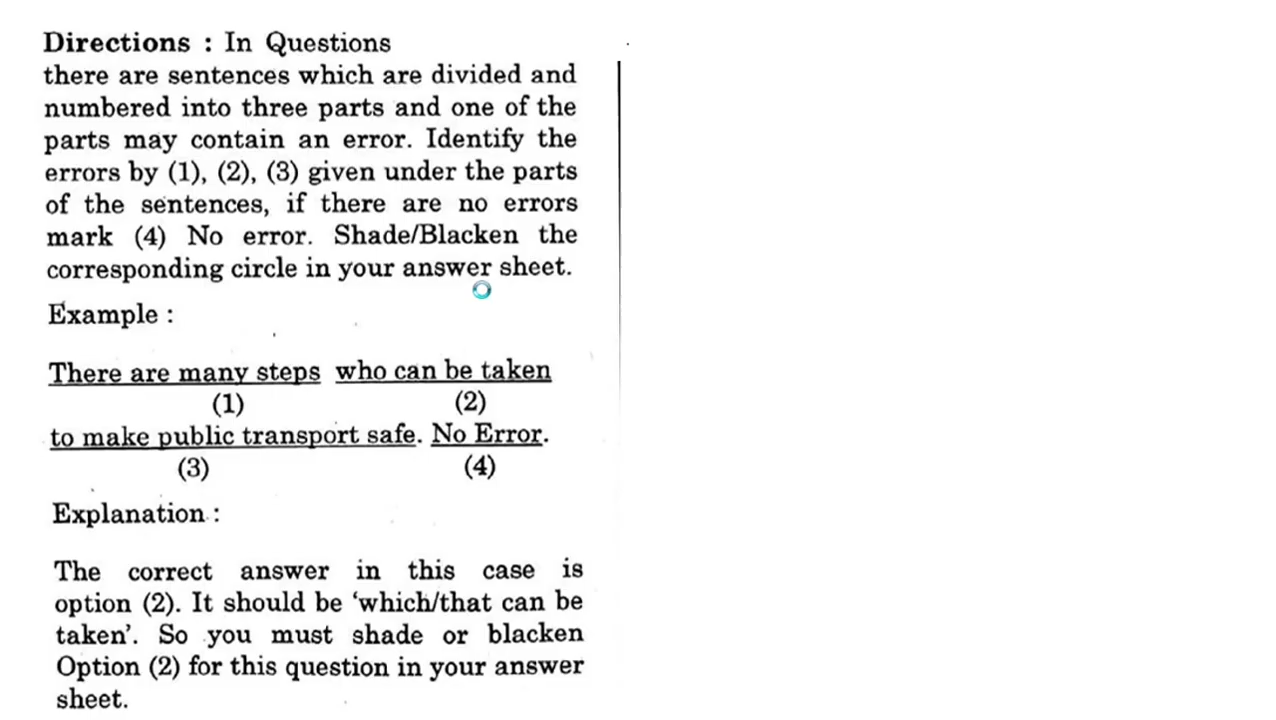 Directions : In Questions
there are sentences which are divided and
numbered into three parts and one of the
parts may contain an error. Identify the
errors by (1), (2), (3) given under the parts
of the sentences, if there are no errors
mark (4) No error. Shade/Blacken the
corresponding circle in your answer sheet.
Example :
There are many steps who can be taken
(1) (2)
to make public transport safe. No Error.
(3) (4)
Explanation :
The correct answer in this case is
option (2). It should be ‘which/that can be
taken’. So you must shade or blacken
Option (2) for this question in your answer
sheet.